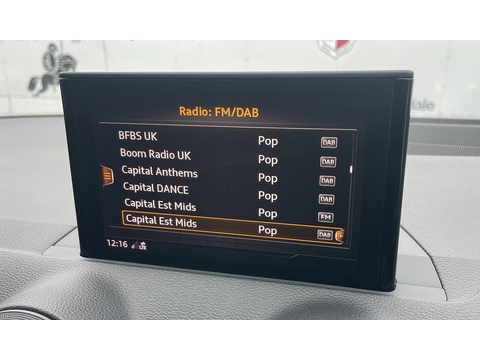 Radio: FM/DAB
BFBS UK Pop DAB
Boom Radio UK Pop DAB
Capital Anthems Pop DAB
Capital DANCE Pop DAB
Capital Est Mids Pop FM
Capital Est Mids Pop DAB
12:16 LTE